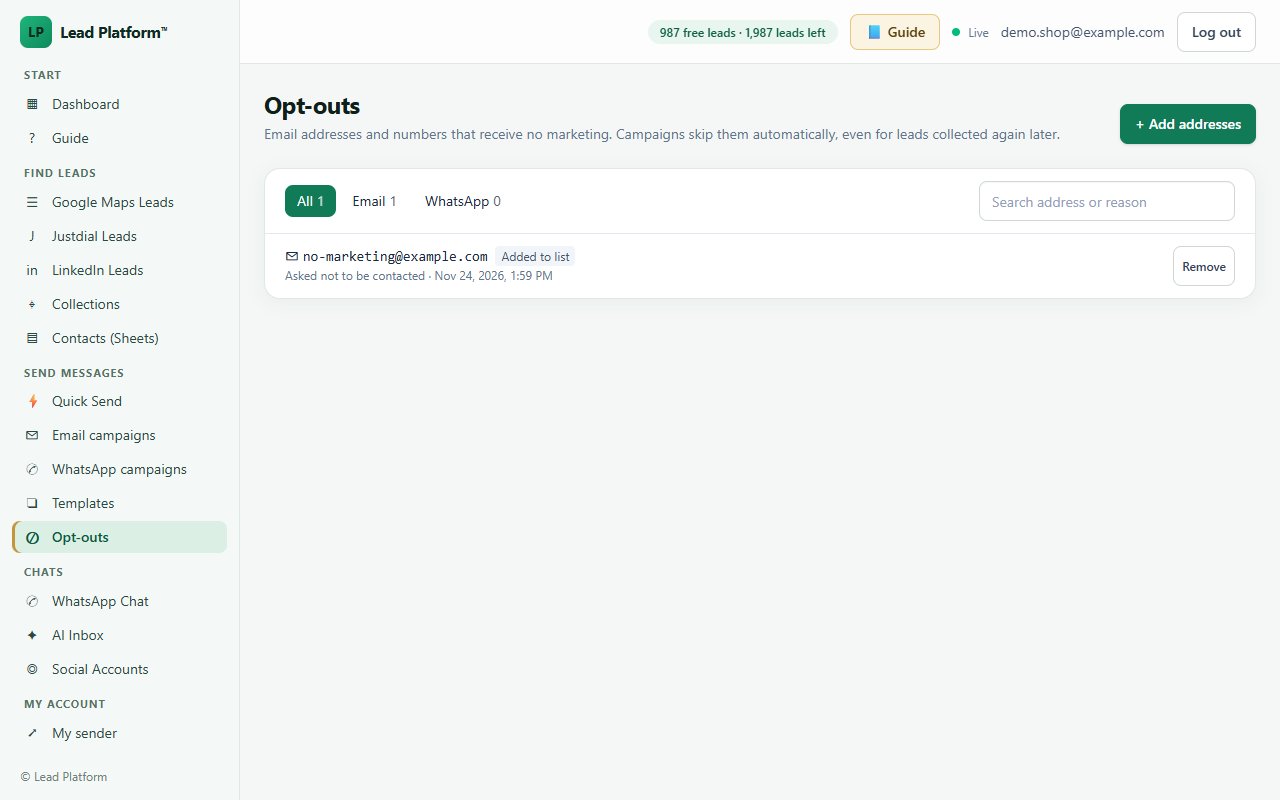 LP Lead Platform™
987 free leads · 1,987 leads left
Guide
Live
demo.shop@example.com
Log out
START
Dashboard
? Guide
FIND LEADS
Google Maps Leads
J Justdial Leads
in LinkedIn Leads
Collections
Contacts (Sheets)
SEND MESSAGES
Quick Send
Email campaigns
WhatsApp campaigns
Templates
Opt-outs
CHATS
WhatsApp Chat
AI Inbox
Social Accounts
MY ACCOUNT
My sender
© Lead Platform
Opt-outs
Email addresses and numbers that receive no marketing. Campaigns skip them automatically, even for leads collected again later.
+ Add addresses
All 1
Email 1
WhatsApp 0
Search address or reason
no-marketing@example.com Added to list
Asked not to be contacted · Nov 24, 2026, 1:59 PM
Remove